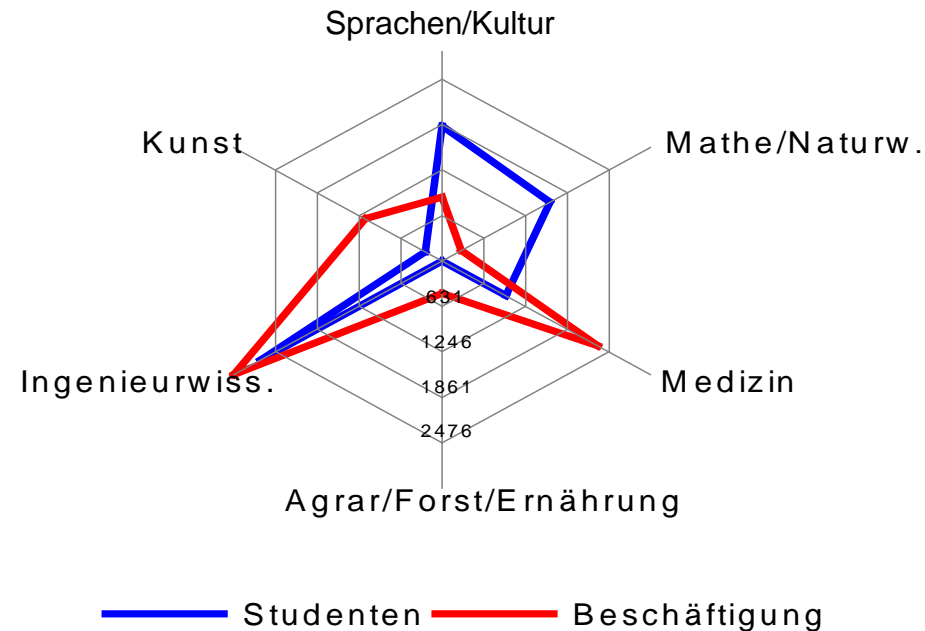 Sprachen/Kultur
Kunst
Mathe/Naturw.
631
1246
1861
2476
Ingenieurwiss.
Medizin
Agrar/Forst/Ernährung
Studenten
Beschäftigung